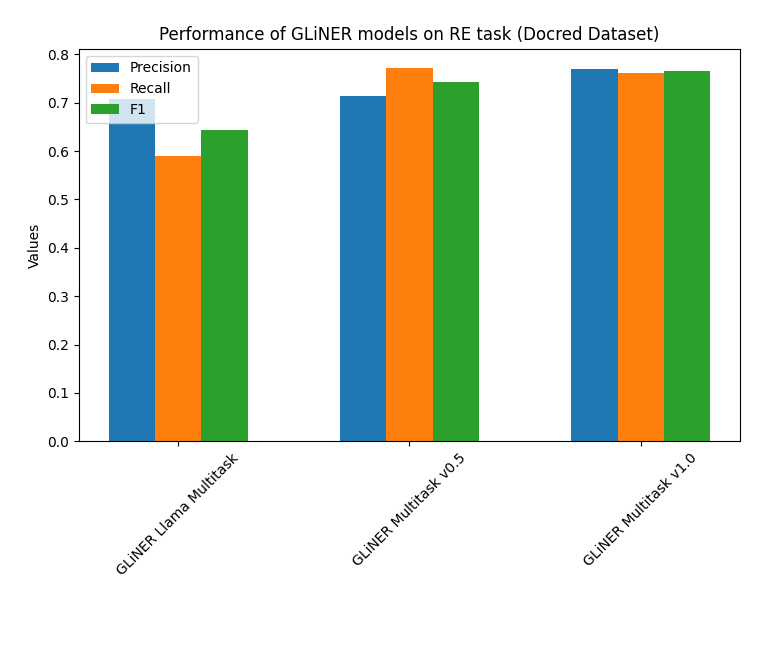 Performance of GLiNER models on RE task (Docred Dataset)
Precision
Recall
F1
Values
0.8
0.7
0.6
0.5
0.4
0.3
0.2
0.1
0.0
GLiNER Llama Multitask
GLiNER Multitask v0.5
GLiNER Multitask v1.0